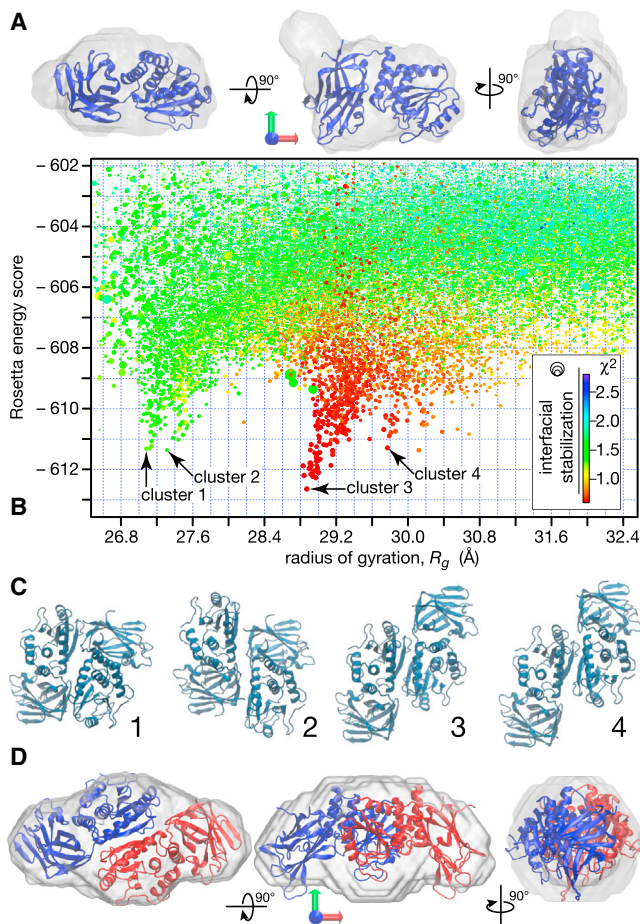 A
90°
90°
- 602
- 604
- 606
- 608
- 610
- 612
Rosetta energy score
interfacial
stabilization
χ²
2.5
2.0
1.5
1.0
cluster 1
cluster 2
cluster 3
cluster 4
B
26.8
27.6
28.4
29.2
30.0
30.8
31.6
32.4
radius of gyration, Rg (Å)
C
1
2
3
4
D
90°
90°